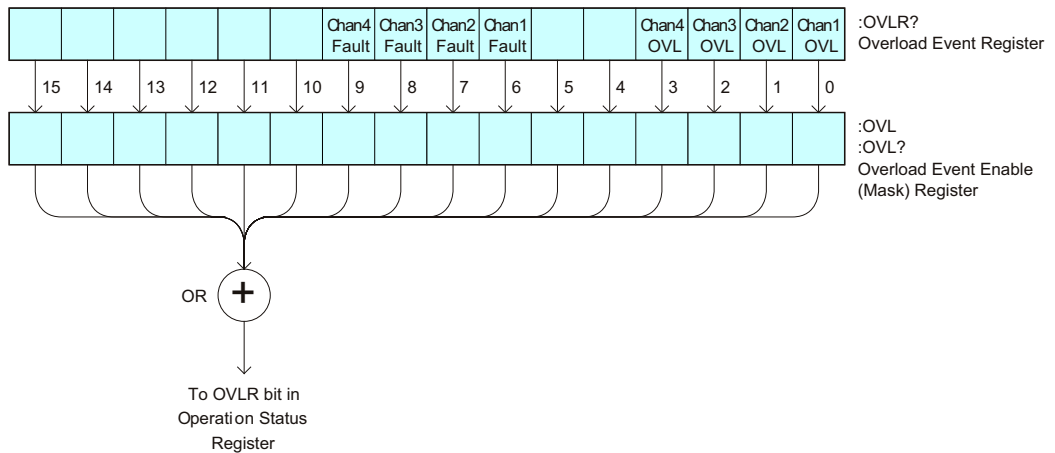 Chan4 Chan3 Chan2 Chan1 Chan4 Chan3 Chan2 Chan1
Fault Fault Fault Fault OVL OVL OVL OVL
:OVLR?
Overload Event Register
15 14 13 12 11 10 9 8 7 6 5 4 3 2 1 0
:OVL
:OVL?
Overload Event Enable
(Mask) Register
OR +
To OVLR bit in
Operation Status
Register